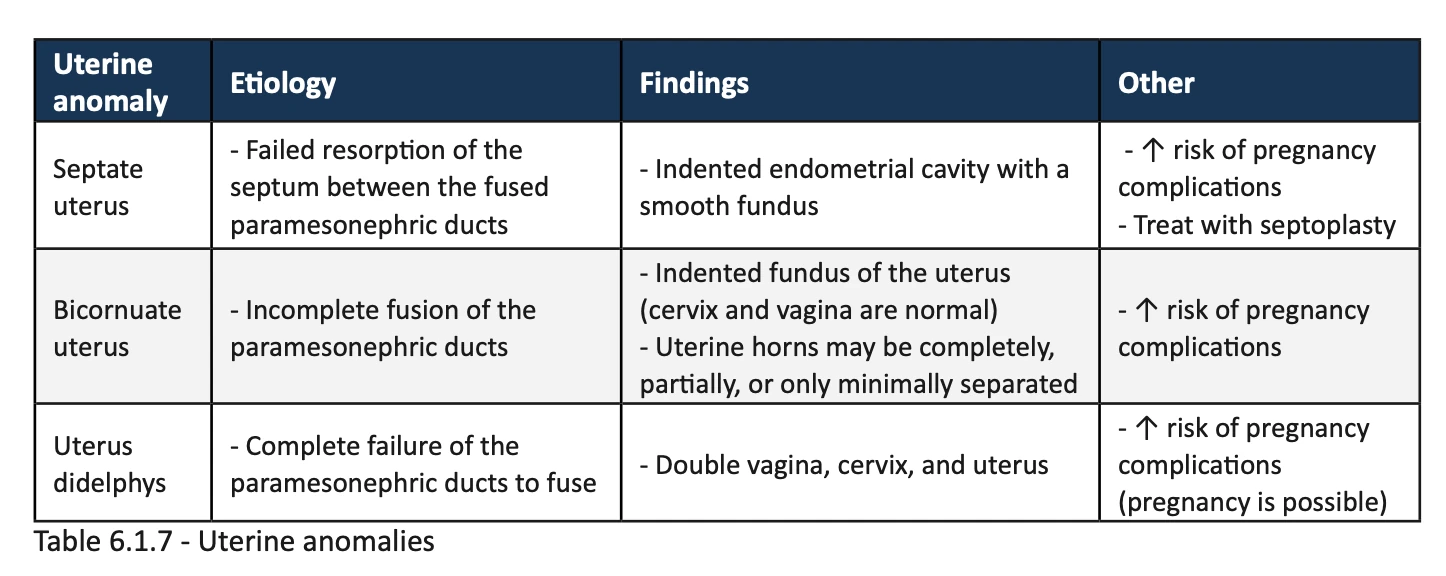 Uterine
anomaly
Etiology
Findings
Other
Septate
uterus
- Failed resorption of the
septum between the fused
paramesonephric ducts
- Indented endometrial cavity with a
smooth fundus
- ↑ risk of pregnancy
complications
- Treat with septoplasty
Bicornuate
uterus
- Incomplete fusion of the
paramesonephric ducts
- Indented fundus of the uterus
(cervix and vagina are normal)
- Uterine horns may be completely,
partially, or only minimally separated
- ↑ risk of pregnancy
complications
Uterus
didelphys
- Complete failure of the
paramesonephric ducts to fuse
- Double vagina, cervix, and uterus
- ↑ risk of pregnancy
complications
(pregnancy is possible)
Table 6.1.7 - Uterine anomalies